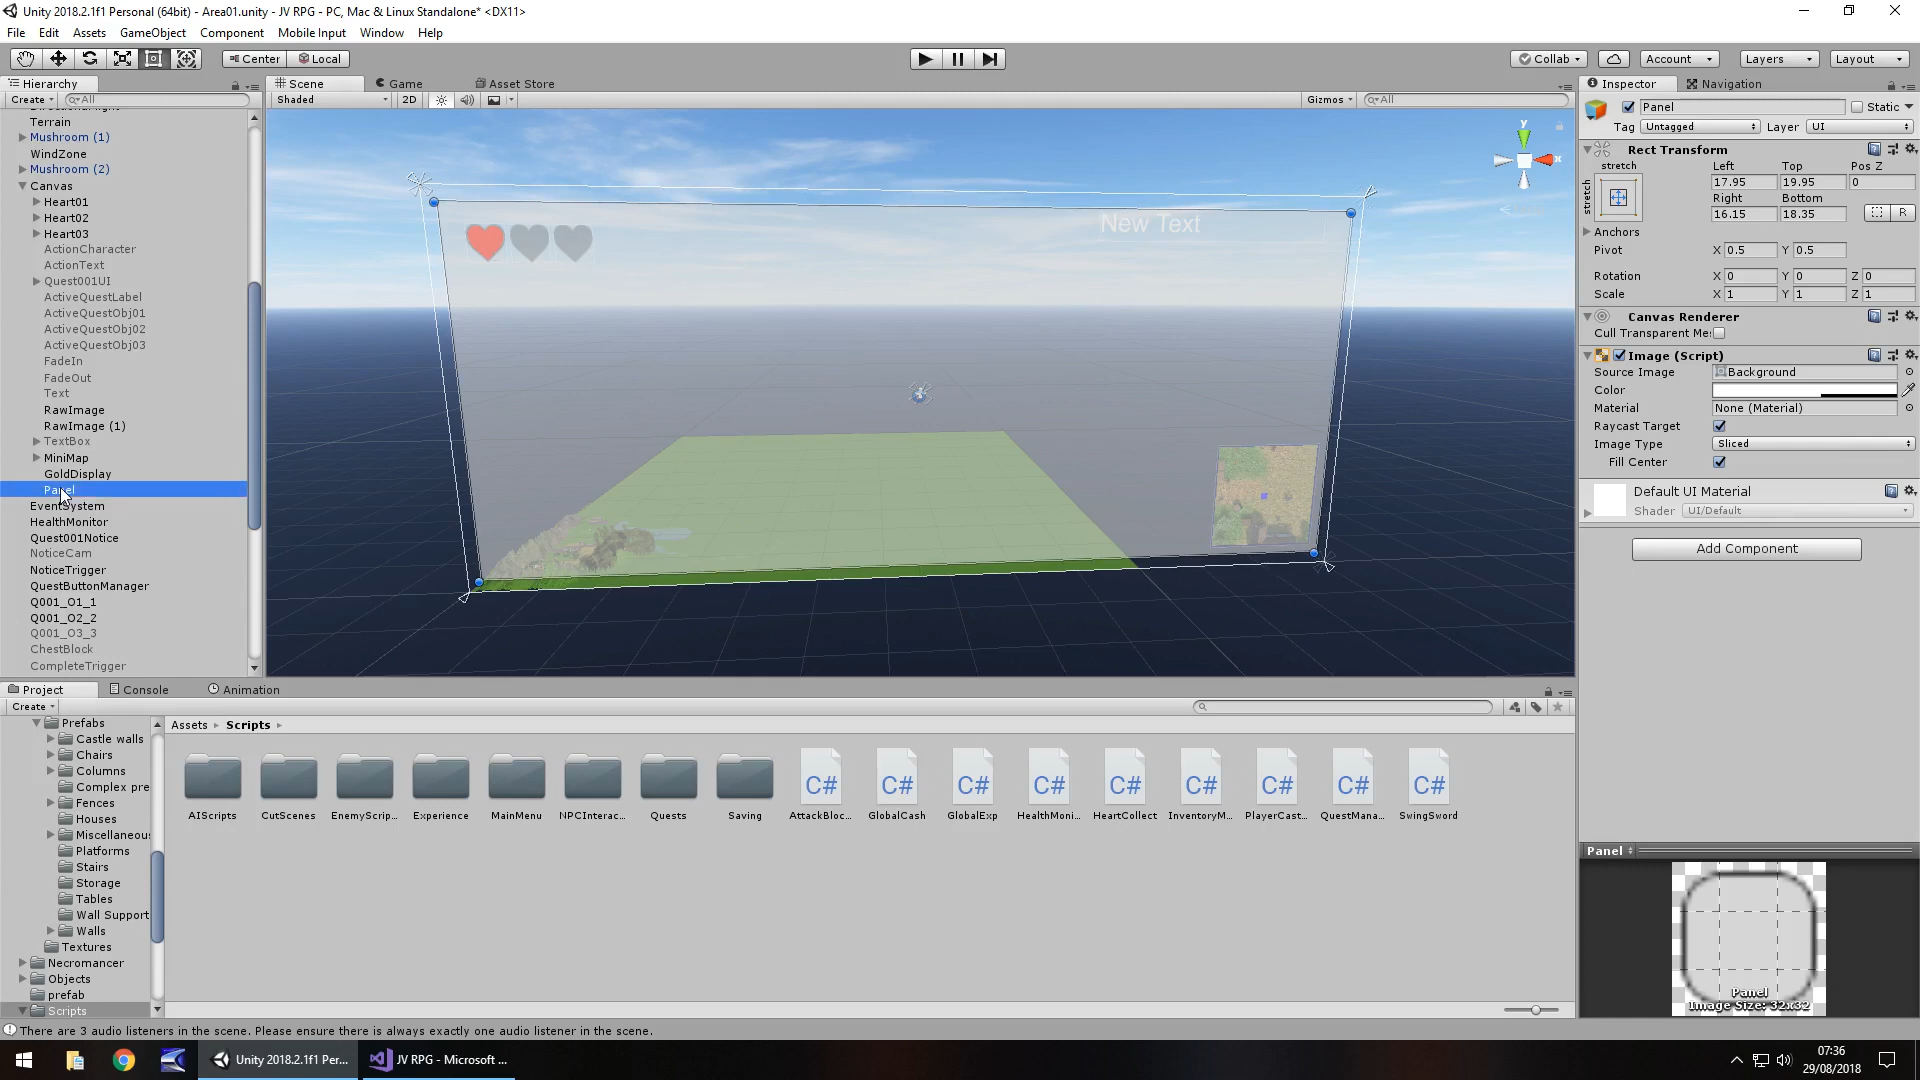 Unity 2018.2.1f1 Personal (64bit) - Area01.unity - JV RPG - PC, Mac & Linux Standalone* <DX11>
File Edit Assets GameObject Component Mobile Input Window Help
Center Local Collab Account Layers Layout
Hierarchy
Create All
Terrain
Mushroom (1)
WindZone
Mushroom (2)
Canvas
Heart01
Heart02
Heart03
ActionCharacter
ActionText
Quest001UI
ActiveQuestLabel
ActiveQuestObj01
ActiveQuestObj02
ActiveQuestObj03
FadeIn
FadeOut
Text
RawImage
RawImage (1)
TextBox
MiniMap
GoldDisplay
Panel
EventSystem
HealthMonitor
Quest001Notice
NoticeCam
NoticeTrigger
QuestButtonManager
Q001_O1_1
Q001_O2_2
Q001_O3_3
ChestBlock
CompleteTrigger
Scene Game Asset Store
Shaded 2D Gizmos All
y
x
New Text
Inspector Navigation
Panel Static
Tag Untagged Layer UI
Rect Transform
stretch Left Top Pos Z
stretch 17.95 19.95 0
Right Bottom
16.15 18.35 R
Anchors
Pivot X 0.5 Y 0.5
Rotation X 0 Y 0 Z 0
Scale X 1 Y 1 Z 1
Canvas Renderer
Cull Transparent Me
Image (Script)
Source Image Background
Color
Material None (Material)
Raycast Target
Image Type Sliced
Fill Center
Default UI Material
Shader UI/Default
Add Component
Panel
Panel
Image Size: 32x32
Project Console Animation
Create
Prefabs
Castle walls
Chairs
Columns
Complex pre
Fences
Houses
Miscellaneous
Platforms
Stairs
Storage
Tables
Wall Support
Walls
Textures
Necromancer
Objects
prefab
Scripts
Assets Scripts
C# C# C# C# C# C# C# C# C#
AIScripts CutScenes EnemyScrip... Experience MainMenu NPCInterac... Quests Saving AttackBloc... GlobalCash GlobalExp HealthMoni... HeartCollect InventoryM... PlayerCast... QuestMana... SwingSword
There are 3 audio listeners in the scene. Please ensure there is always exactly one audio listener in the scene.
Unity 2018.2.1f1 Per... JV RPG - Microsoft ...
07:36
29/08/2018